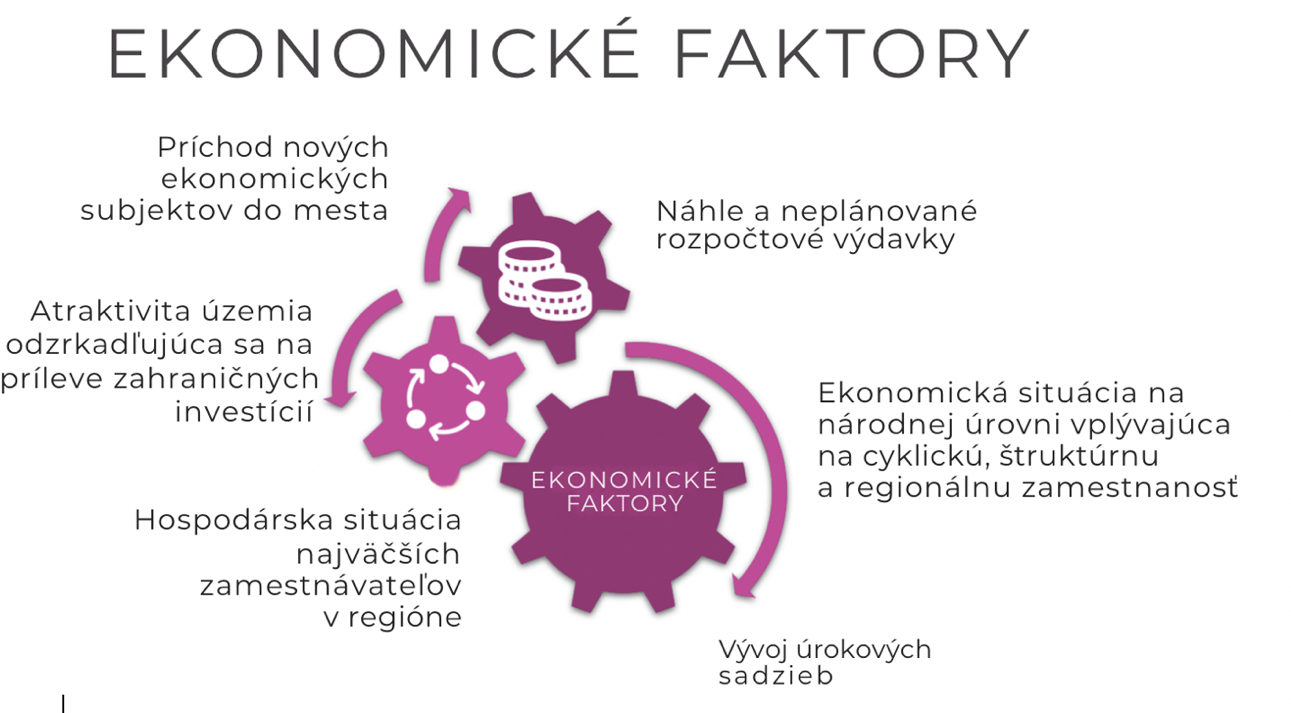 EKONOMICKÉ FAKTORY
Príchod nových
ekonomických
subjektov do mesta
Náhle a neplánované
rozpočtové výdavky
Atraktivita územia
odzrkadľujúca sa na
príleve zahraničných
investícií
Ekonomická situácia na
národnej úrovni vplývajúca
na cyklickú, štruktúrnu
a regionálnu zamestnanosť
EKONOMICKÉ
FAKTORY
Hospodárska situácia
najväčších
zamestnávateľov
v regióne
Vývoj úrokových
sadzieb